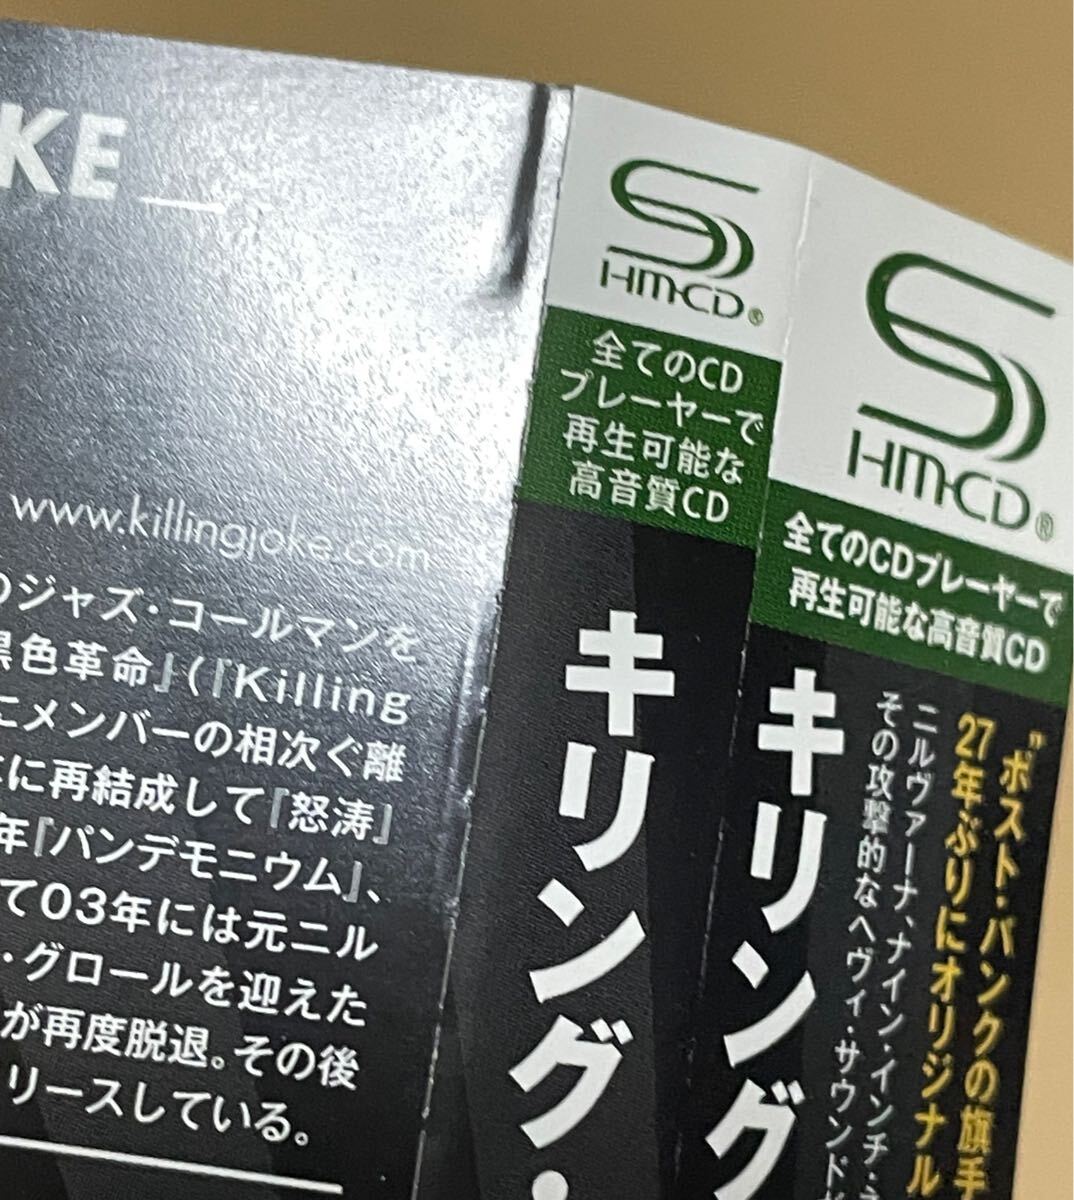 KE
www.killingjoke.com
のジャズ・コールマンを
黒色革命』(『Killing
にメンバーの相次ぐ離
に再結成して『怒涛』
年『パンデモニウム』、
て03年には元ニル
・グロールを迎えた
が再度脱退。その後
リースしている。
HM-CD®
全てのCD
プレーヤーで
再生可能な
高音質CD
キリング・
HM-CD®
全てのCDプレーヤーで
再生可能な高音質CD
"ポスト・パンクの旗手
27年ぶりにオリジナル
ニルヴァーナ、ナイン・インチ・ネ
その攻撃的なヘヴィ・サウンド
キリング